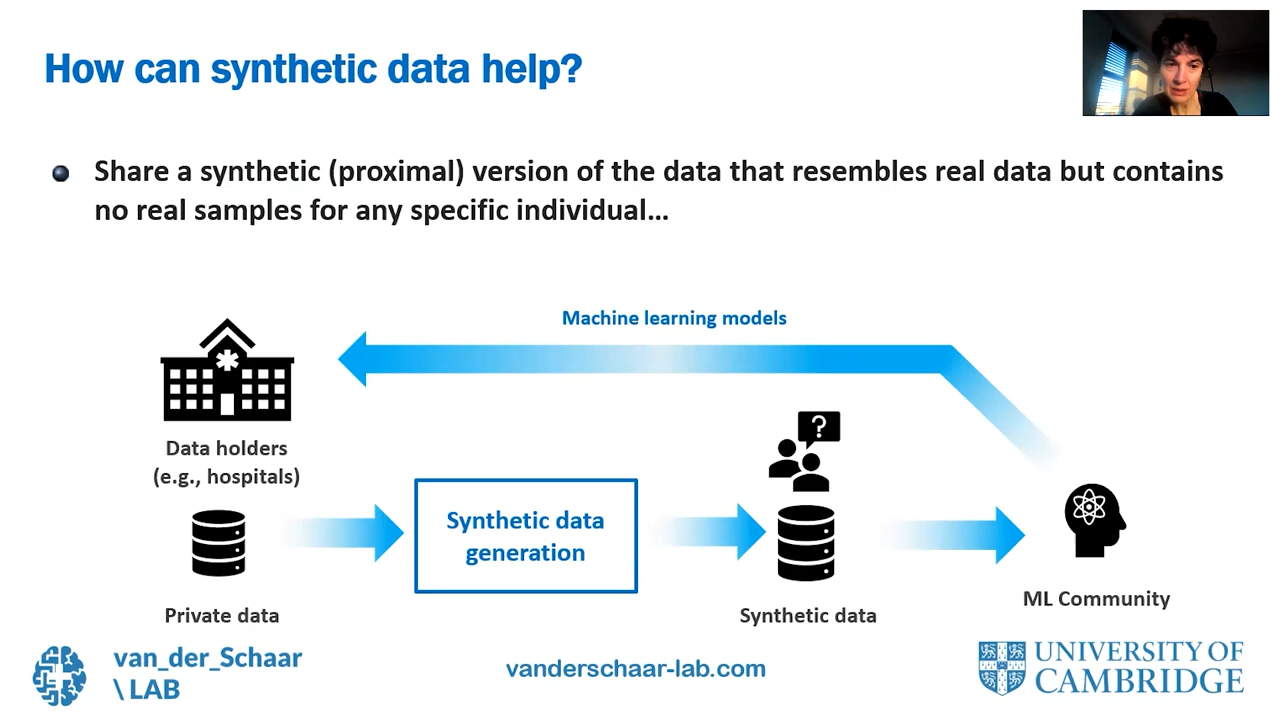 How can synthetic data help?
Share a synthetic (proximal) version of the data that resembles real data but contains
no real samples for any specific individual…
Machine learning models
?
Data holders
(e.g., hospitals)
Synthetic data
generation
Private data
Synthetic data
ML Community
van_der_Schaar
\ LAB
vanderschaar-lab.com
UNIVERSITY OF
CAMBRIDGE